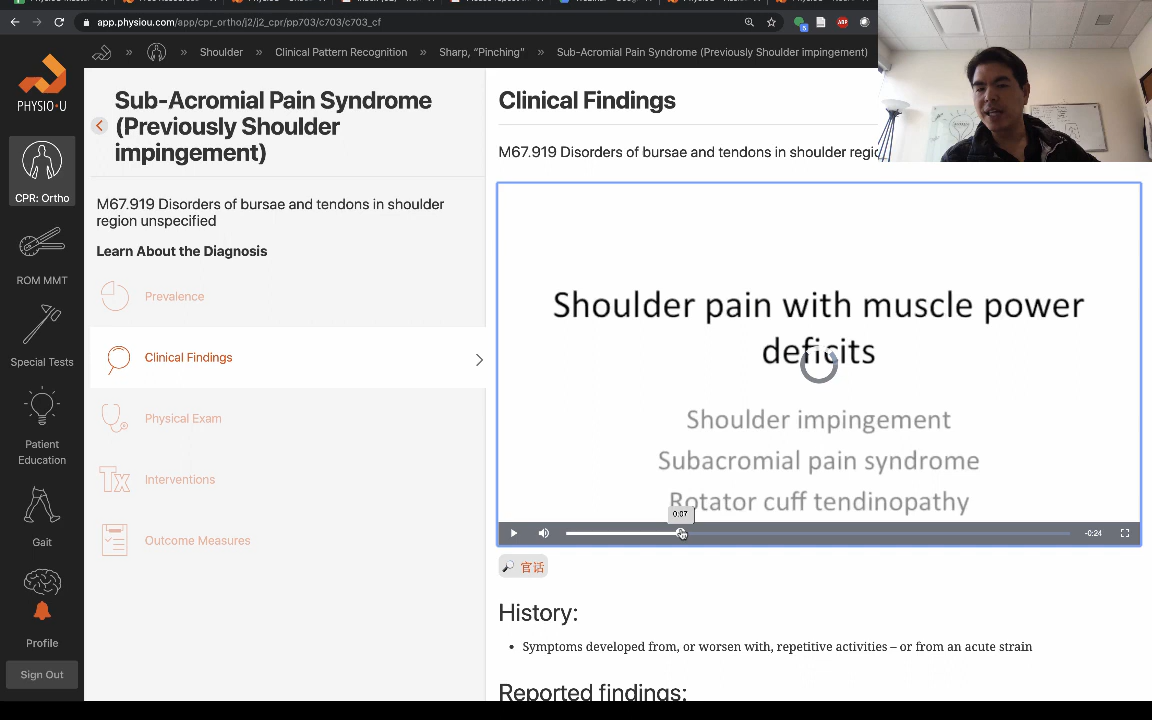 app.physiou.com/app/cpr_ortho/j2/j2_cpr/pp703/c703/c703_cf
» » Shoulder » Clinical Pattern Recognition » Sharp, “Pinching” » Sub-Acromial Pain Syndrome (Previously Shoulder impingement)
PHYSIO·U
CPR: Ortho
ROM MMT
Special Tests
Patient
Education
Gait
Profile
Sign Out
Sub-Acromial Pain Syndrome
(Previously Shoulder
impingement)
M67.919 Disorders of bursae and tendons in shoulder
region unspecified
Learn About the Diagnosis
Prevalence
Clinical Findings
Physical Exam
Interventions
Outcome Measures
Clinical Findings
M67.919 Disorders of bursae and tendons in shoulder
Shoulder pain with muscle power
deficits
Shoulder impingement
Subacromial pain syndrome
Rotator cuff tendinopathy
0:07
-0:24
官话
History:
• Symptoms developed from, or worsen with, repetitive activities – or from an acute strain
Reported findings: